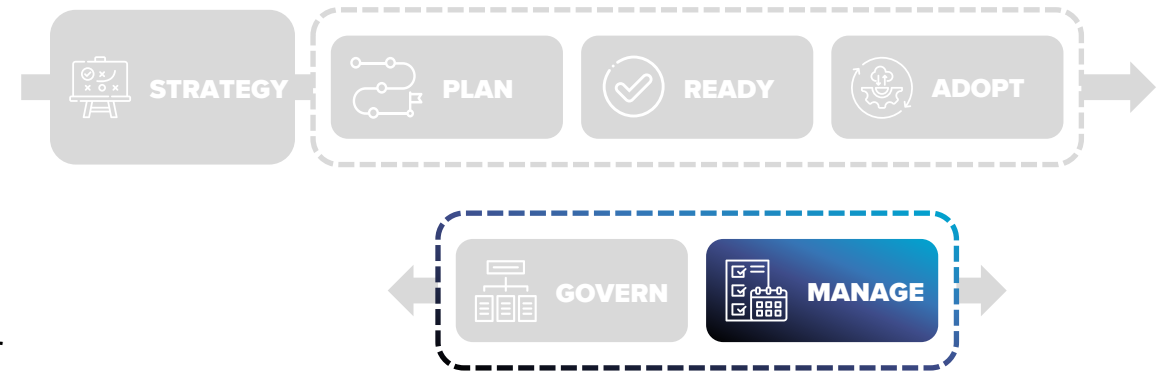 STRATEGY
PLAN
READY
ADOPT
GOVERN
MANAGE
.